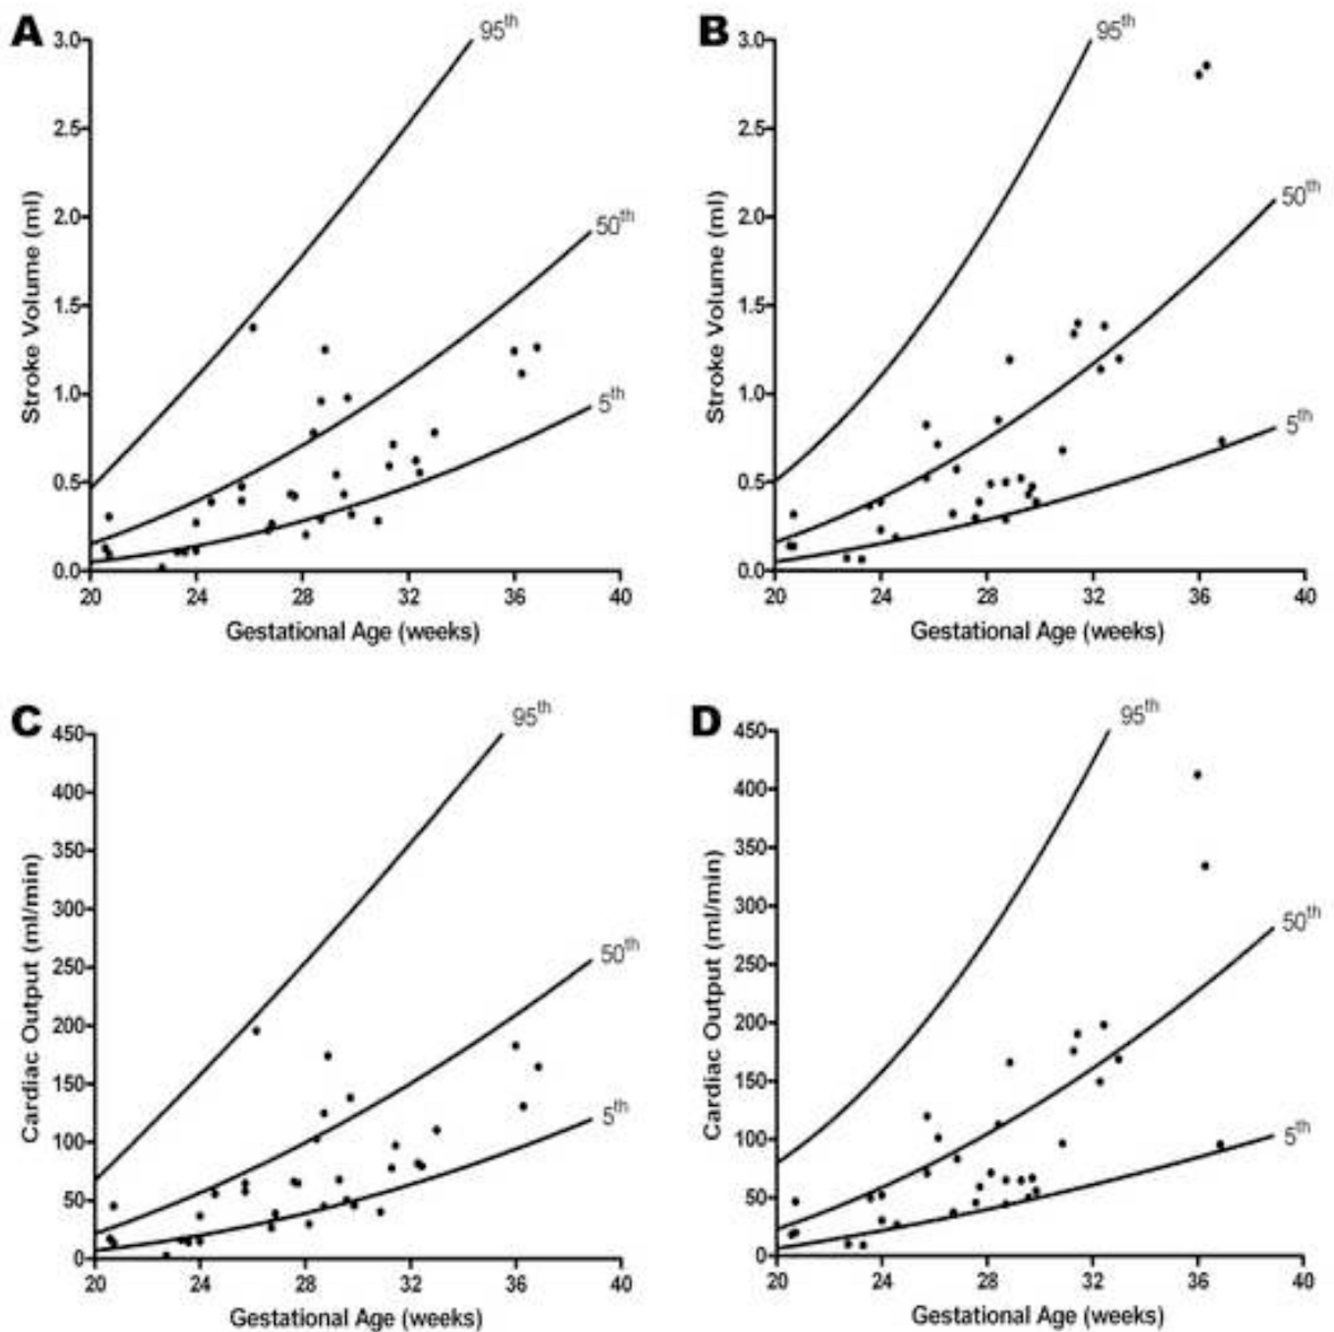 A
B
95th
95th
3.0
2.5
2.0
1.5
1.0
0.5
0.0
Stroke Volume (ml)
50th
5th
20 24 28 32 36 40
Gestational Age (weeks)
3.0
2.5
2.0
1.5
1.0
0.5
0.0
Stroke Volume (ml)
50th
5th
20 24 28 32 36 40
Gestational Age (weeks)
C
D
95th
95th
450
400
350
300
250
200
150
100
50
0
Cardiac Output (ml/min)
50th
5th
20 24 28 32 36 40
Gestational Age (weeks)
450
400
350
300
250
200
150
100
50
0
Cardiac Output (ml/min)
50th
5th
20 24 28 32 36 40
Gestational Age (weeks)